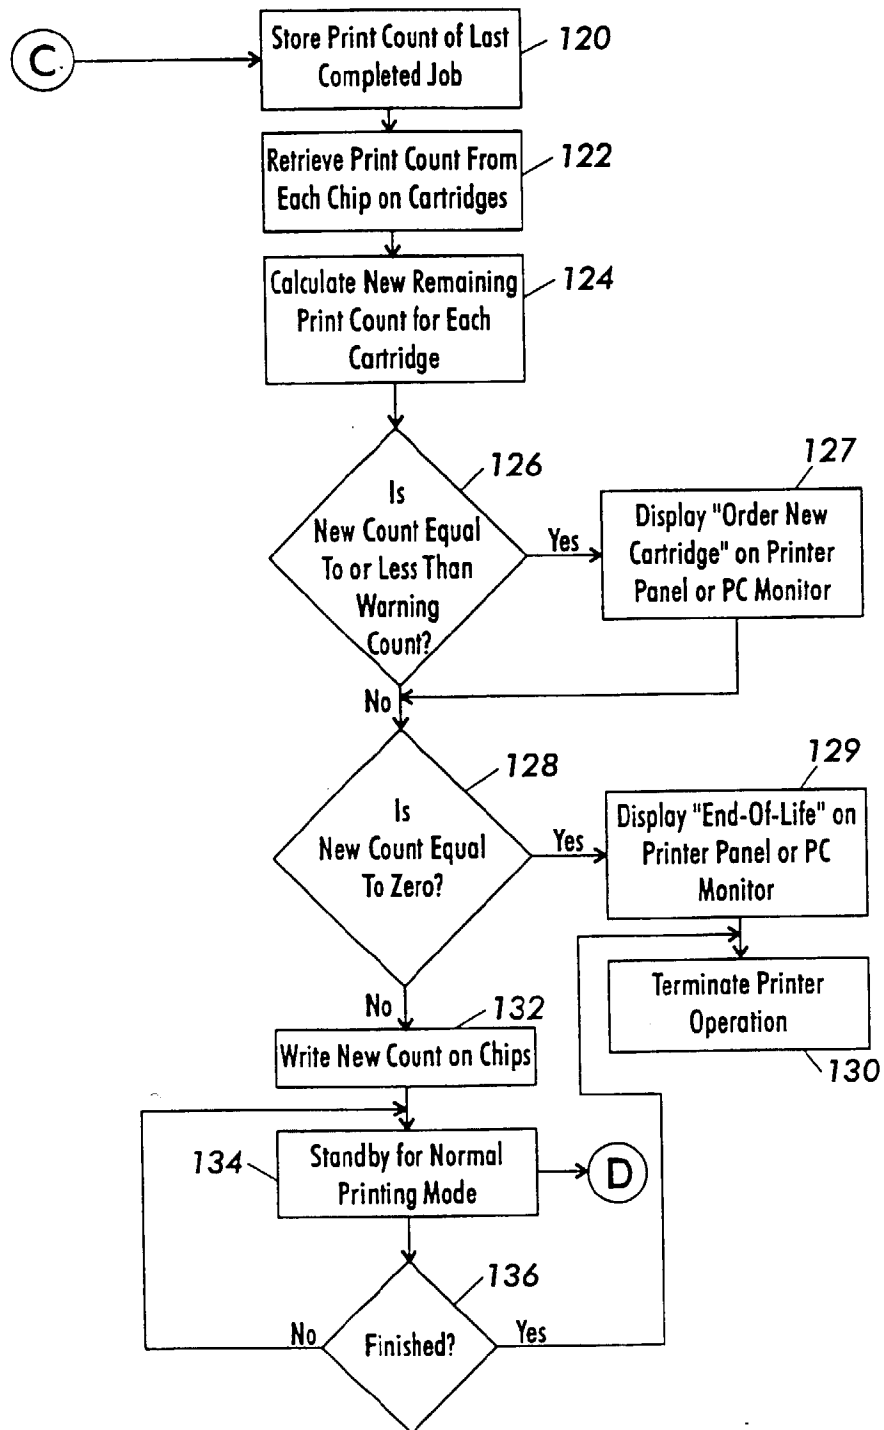 C
Store Print Count of Last
Completed Job
120
Retrieve Print Count From
Each Chip on Cartridges
122
Calculate New Remaining
Print Count for Each
Cartridge
124
Is
New Count Equal
To or Less Than
Warning
Count?
126
Yes
Display "Order New
Cartridge" on Printer
Panel or PC Monitor
127
No
Is
New Count Equal
To Zero?
128
Yes
Display "End-Of-Life" on
Printer Panel or PC
Monitor
129
Terminate Printer
Operation
130
No
Write New Count on Chips
132
Standby for Normal
Printing Mode
134
D
Finished?
136
No
Yes